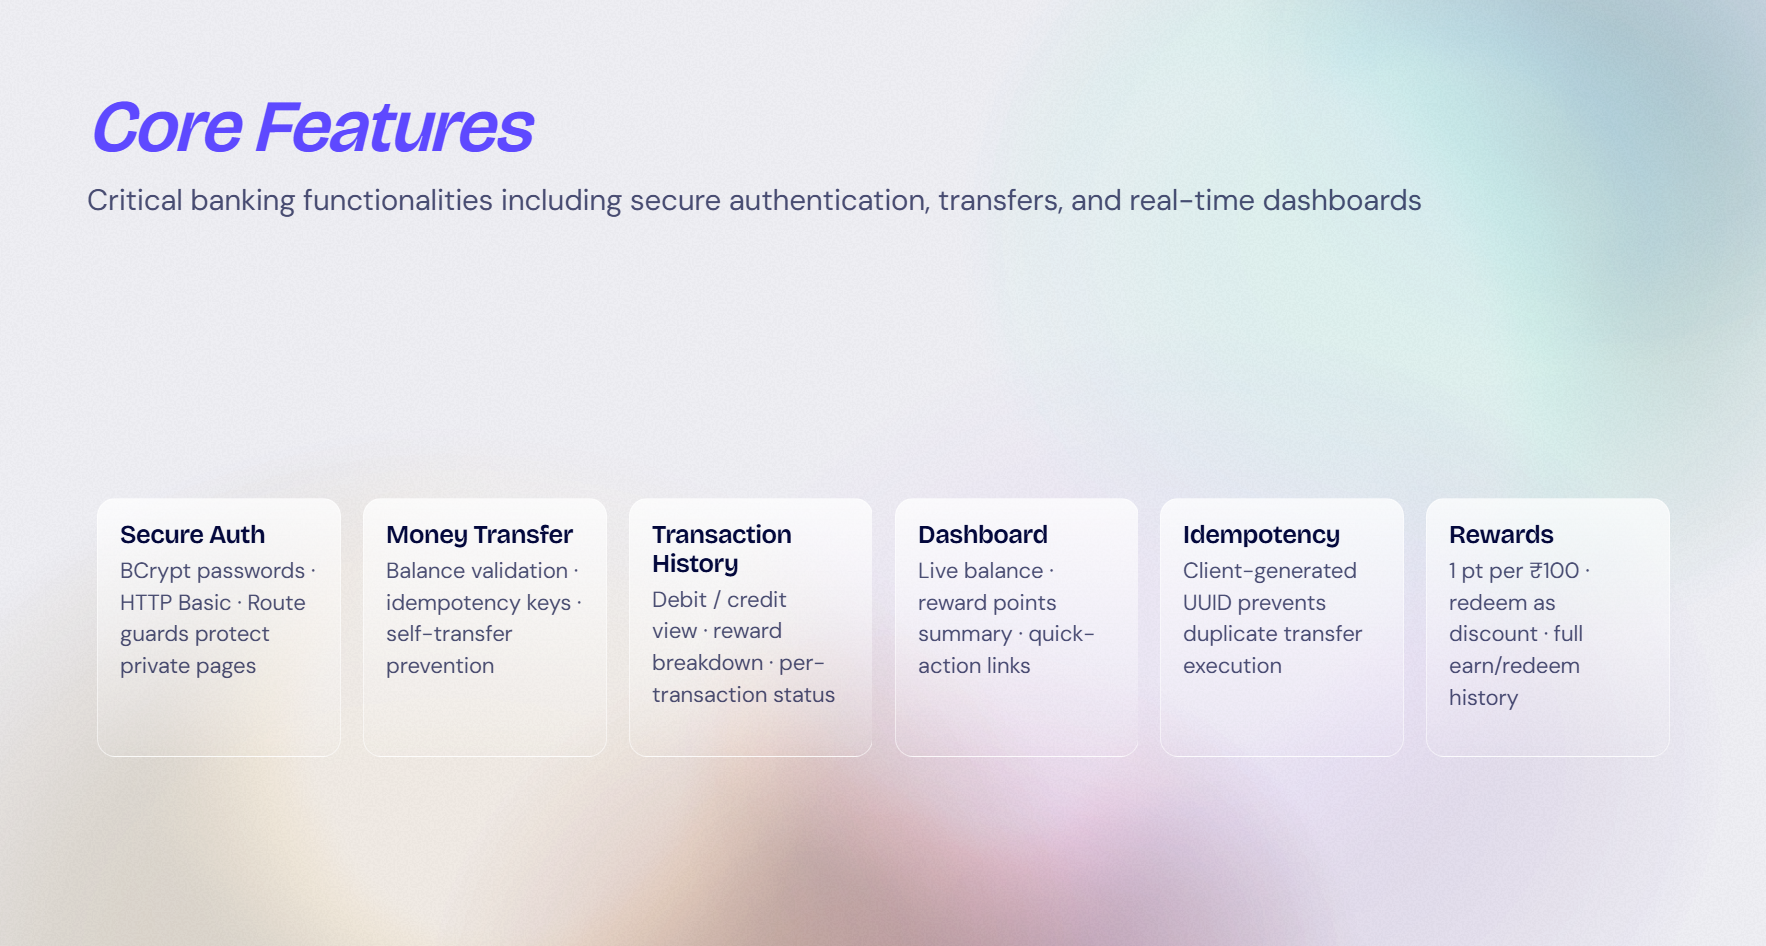 Core Features
Critical banking functionalities including secure authentication, transfers, and real-time dashboards
Secure Auth
BCrypt passwords ·
HTTP Basic · Route
guards protect
private pages
Money Transfer
Balance validation ·
idempotency keys ·
self-transfer
prevention
Transaction
History
Debit / credit
view · reward
breakdown · per-
transaction status
Dashboard
Live balance ·
reward points
summary · quick-
action links
Idempotency
Client-generated
UUID prevents
duplicate transfer
execution
Rewards
1 pt per ₹100 ·
redeem as
discount · full
earn/redeem
history